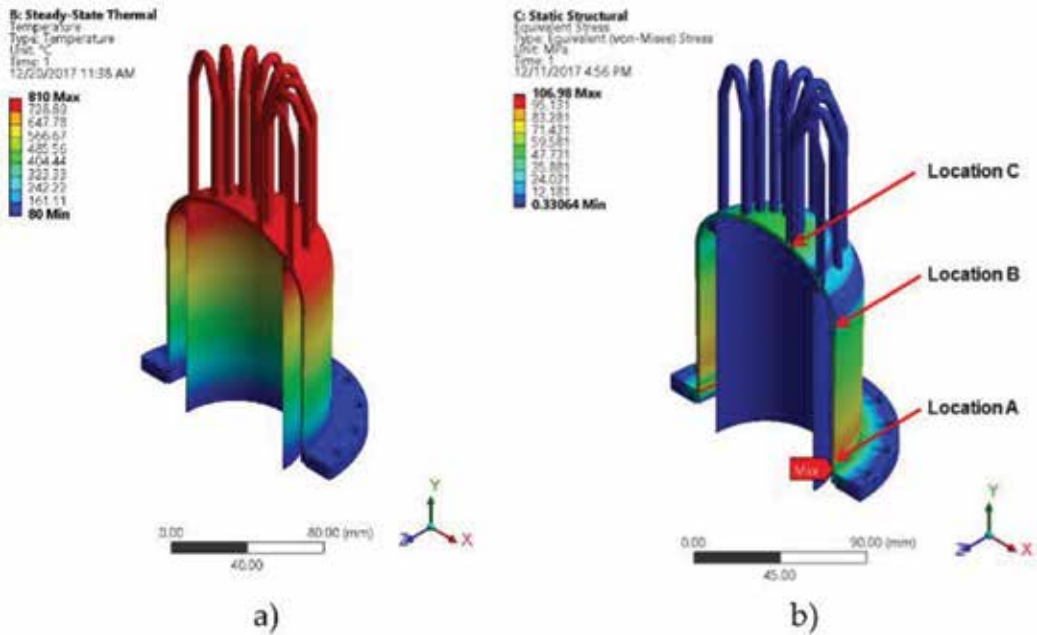 B: Steady-State Thermal
Temperature
Type: Temperature
Unit: °C
Time: 1
12/20/2017 11:38 AM
810 Max
728.89
647.78
566.67
485.56
404.44
323.33
242.22
161.11
80 Min
0.00
80.00 (mm)
40.00
Y
Z
X
a)
C: Static Structural
Equivalent Stress
Type: Equivalent (von-Mises) Stress
Unit: MPa
Time: 1
12/11/2017 4:56 PM
106.98 Max
95.131
83.281
71.431
59.581
47.731
35.881
24.031
12.181
0.33064 Min
Location C
Location B
Location A
Max
0.00
90.00 (mm)
45.00
Y
Z
X
b)